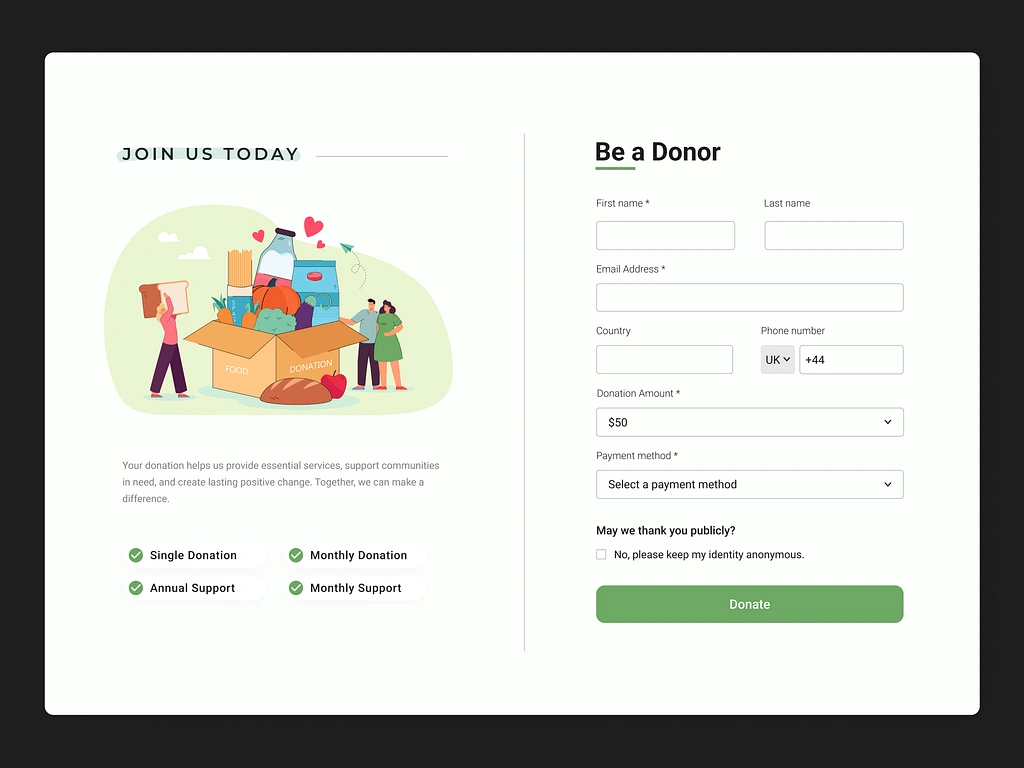 JOIN US TODAY
FOOD
DONATION
Your donation helps us provide essential services, support communities
in need, and create lasting positive change. Together, we can make a
difference.
Single Donation
Monthly Donation
Annual Support
Monthly Support
Be a Donor
First name *
Last name
Email Address *
Country
Phone number
UK
+44
Donation Amount *
$50
Payment method *
Select a payment method
May we thank you publicly?
No, please keep my identity anonymous.
Donate